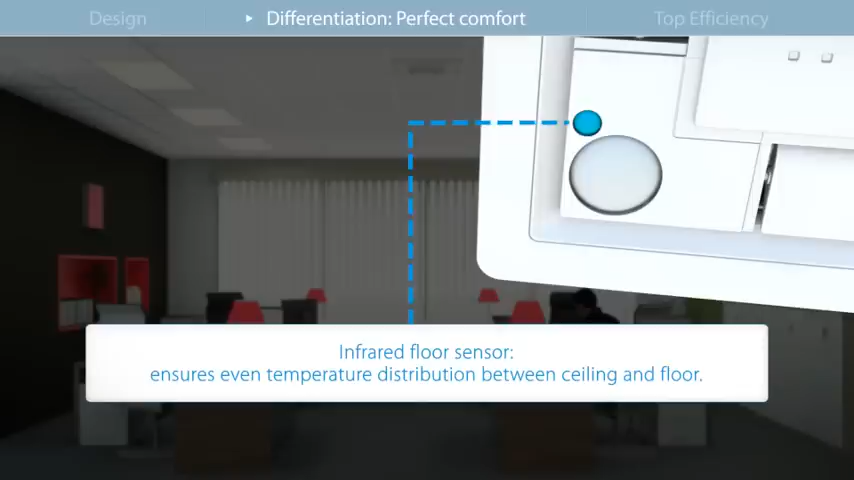 Design
Differentiation: Perfect comfort
Top Efficiency
Infrared floor sensor:
ensures even temperature distribution between ceiling and floor.